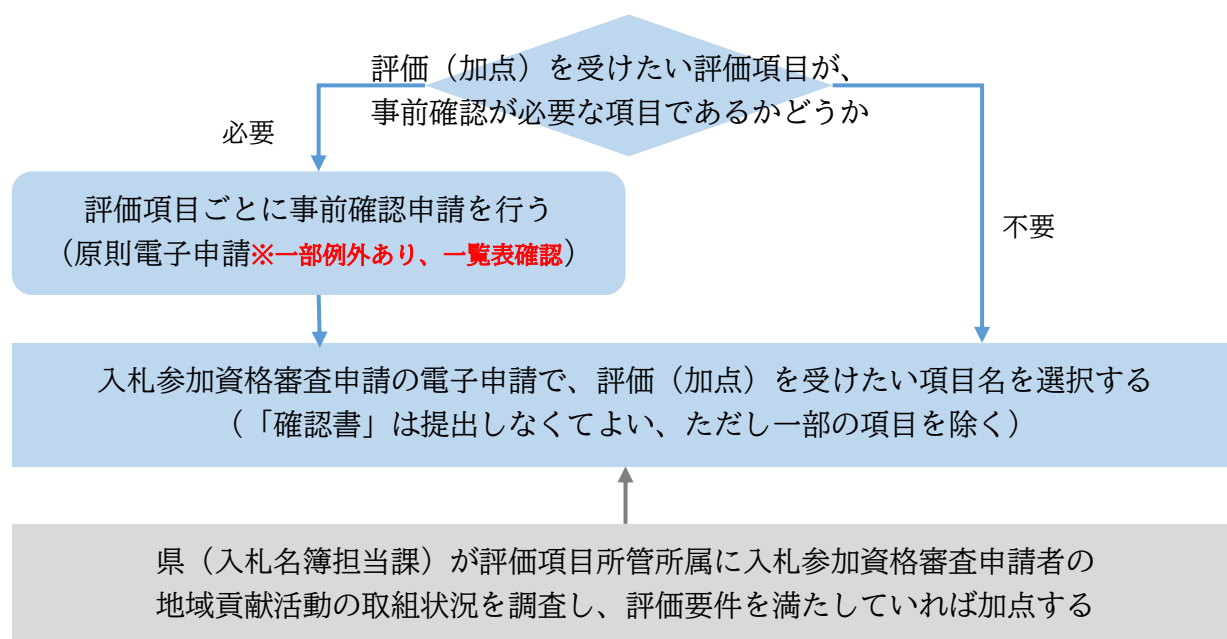 評価（加点）を受けたい評価項目が、
事前確認が必要な項目であるかどうか
必要
評価項目ごとに事前確認申請を行う
（原則電子申請※一部例外あり、一覧表確認）
不要
入札参加資格審査申請の電子申請で、評価（加点）を受けたい項目名を選択する
（「確認書」は提出しなくてよい、ただし一部の項目を除く）
県（入札名簿担当課）が評価項目所管所属に入札参加資格審査申請者の
地域貢献活動の取組状況を調査し、評価要件を満たしていれば加点する